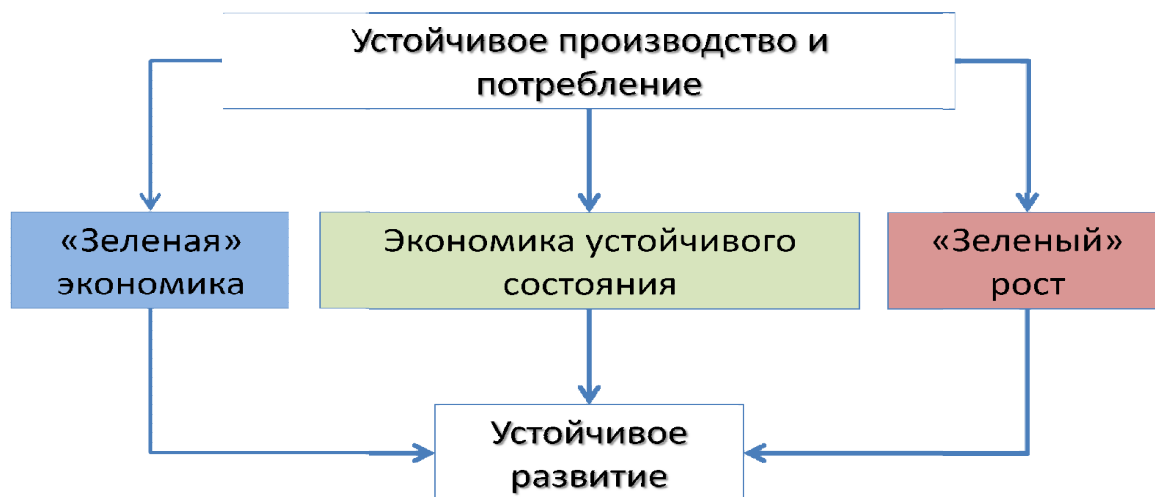 Устойчивое производство и
потребление
«Зеленая»
экономика
Экономика устойчивого
состояния
«Зеленый»
рост
Устойчивое
развитие